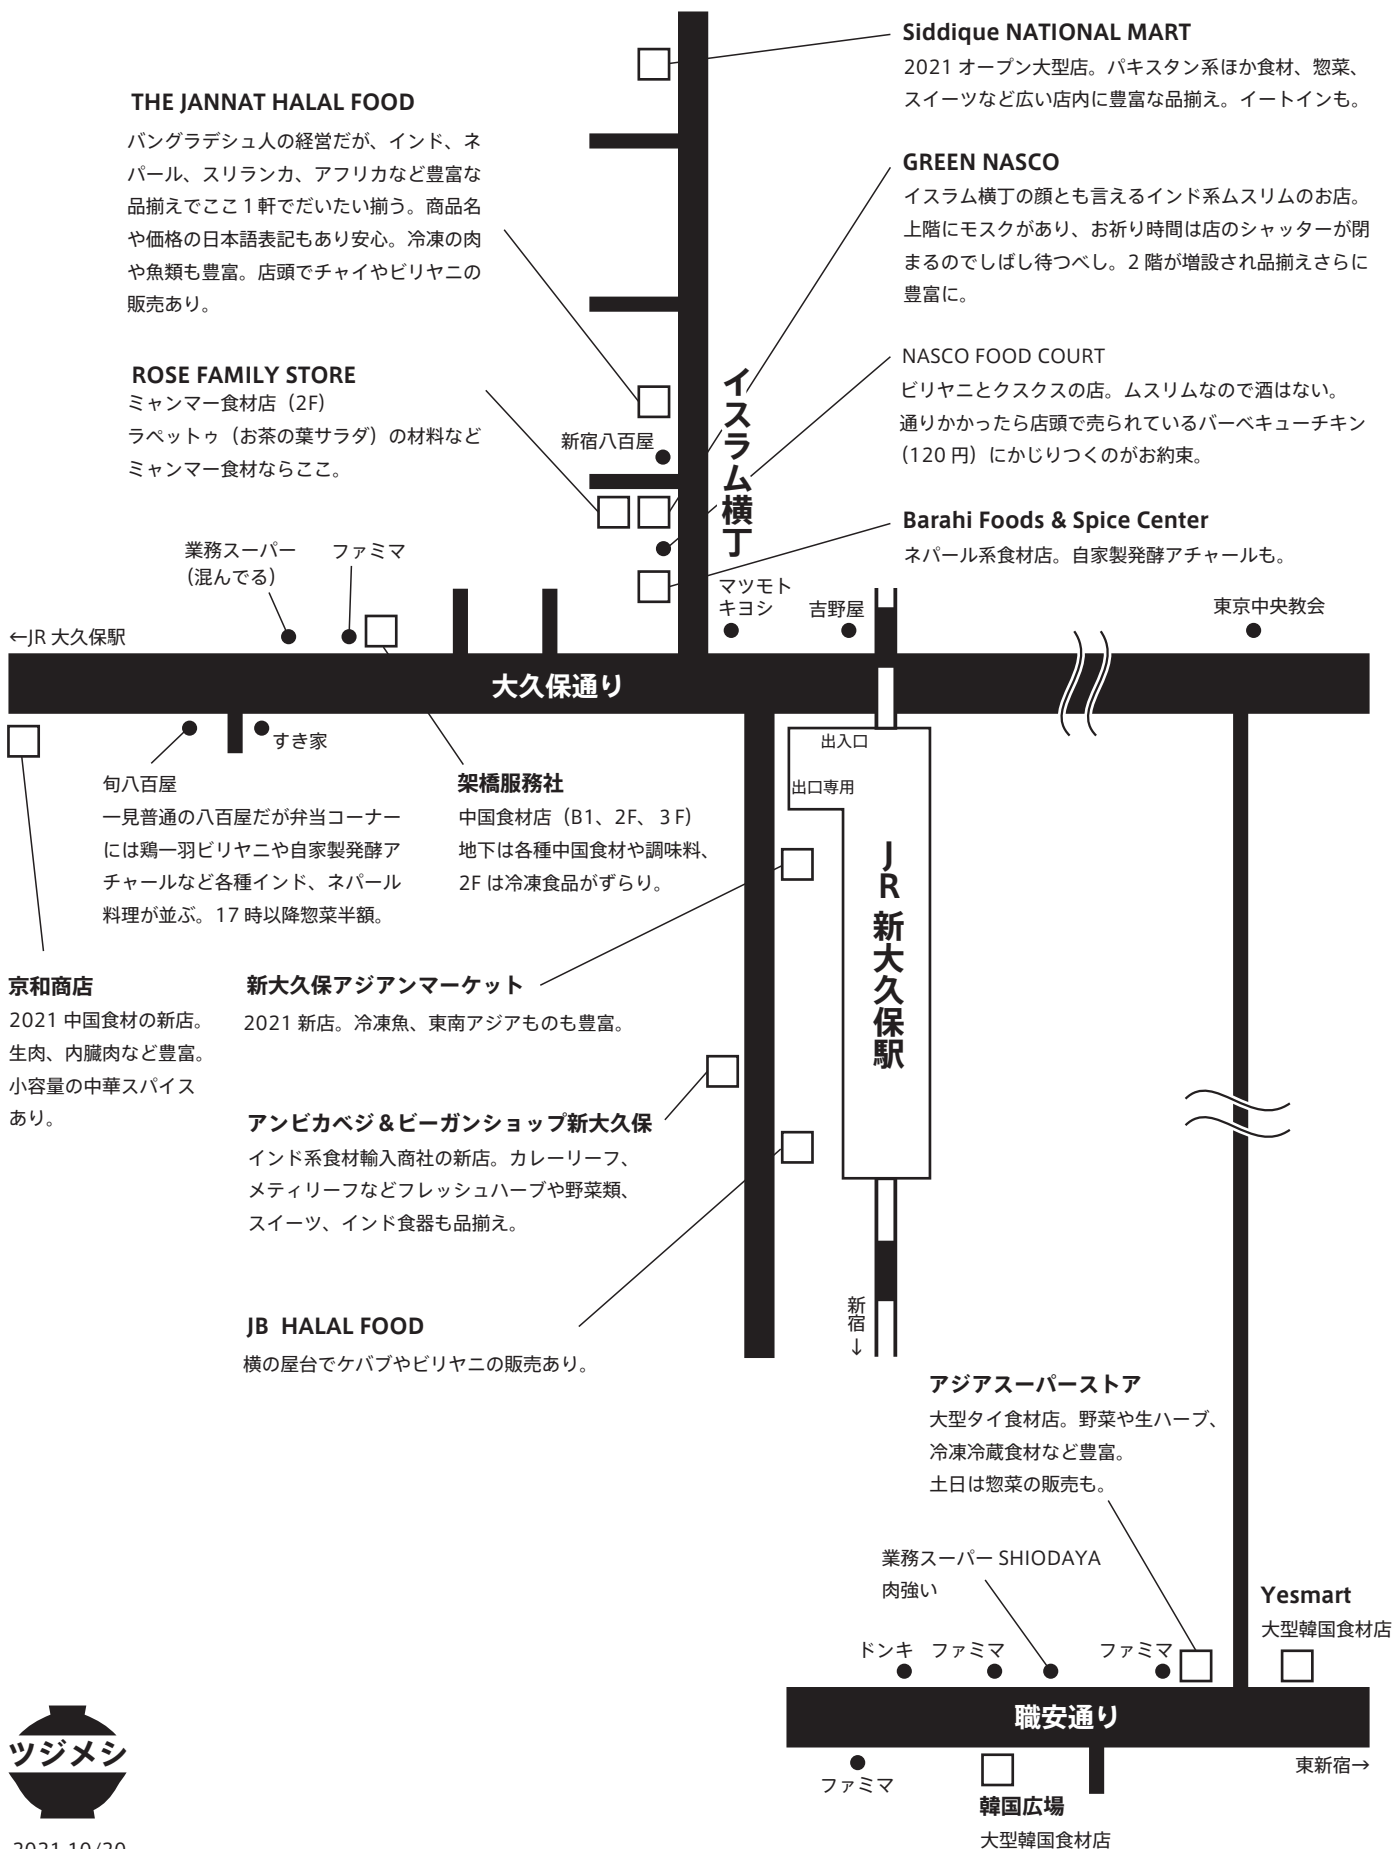 Siddique NATIONAL MART
2021 オープン大型店。パキスタン系ほか食材、惣菜、
スイーツなど広い店内に豊富な品揃え。イートインも。
THE JANNAT HALAL FOOD
バングラデシュ人の経営だが、インド、ネ
パール、スリランカ、アフリカなど豊富な
品揃えでここ1軒でだいたい揃う。商品名
や価格の日本語表記もあり安心。冷凍の肉
や魚類も豊富。店頭でチャイやビリヤニの
販売あり。
GREEN NASCO
イスラム横丁の顔とも言えるインド系ムスリムのお店。
上階にモスクがあり、お祈り時間は店のシャッターが閉
まるのでしばし待つべし。2 階が増設され品揃えさらに
豊富に。
ROSE FAMILY STORE
ミャンマー食材店（2F）
ラペットゥ（お茶の葉サラダ）の材料など
ミャンマー食材ならここ。
NASCO FOOD COURT
ビリヤニとクスクスの店。ムスリムなので酒はない。
通りかかったら店頭で売られているバーベキューチキン
（120 円）にかじりつくのがお約束。
イスラム横丁
新宿八百屋
Barahi Foods & Spice Center
ネパール系食材店。自家製発酵アチャールも。
業務スーパー
（混んでる）
ファミマ
マツモト
キヨシ
吉野屋
東京中央教会
←JR 大久保駅
大久保通り
すき家
出入口
出口専用
JR 新大久保駅
旬八百屋
一見普通の八百屋だが弁当コーナー
には鶏一羽ビリヤニや自家製発酵ア
チャールなど各種インド、ネパール
料理が並ぶ。17 時以降惣菜半額。
架橋服務社
中国食材店（B1、2F、３F）
地下は各種中国食材や調味料、
2F は冷凍食品がずらり。
京和商店
2021 中国食材の新店。
生肉、内臓肉など豊富。
小容量の中華スパイス
あり。
新大久保アジアンマーケット
2021 新店。冷凍魚、東南アジアものも豊富。
アンビカベジ＆ビーガンショップ新大久保
インド系食材輸入商社の新店。カレーリーフ、
メティリーフなどフレッシュハーブや野菜類、
スイーツ、インド食器も品揃え。
JB HALAL FOOD
横の屋台でケバブやビリヤニの販売あり。
新宿↓
アジアスーパーストア
大型タイ食材店。野菜や生ハーブ、
冷凍冷蔵食材など豊富。
土日は惣菜の販売も。
業務スーパー SHIODAYA
肉強い
Yesmart
大型韓国食材店
ドンキ
ファミマ
ファミマ
職安通り
東新宿→
ファミマ
韓国広場
大型韓国食材店
ツジメシ
2021.10/20